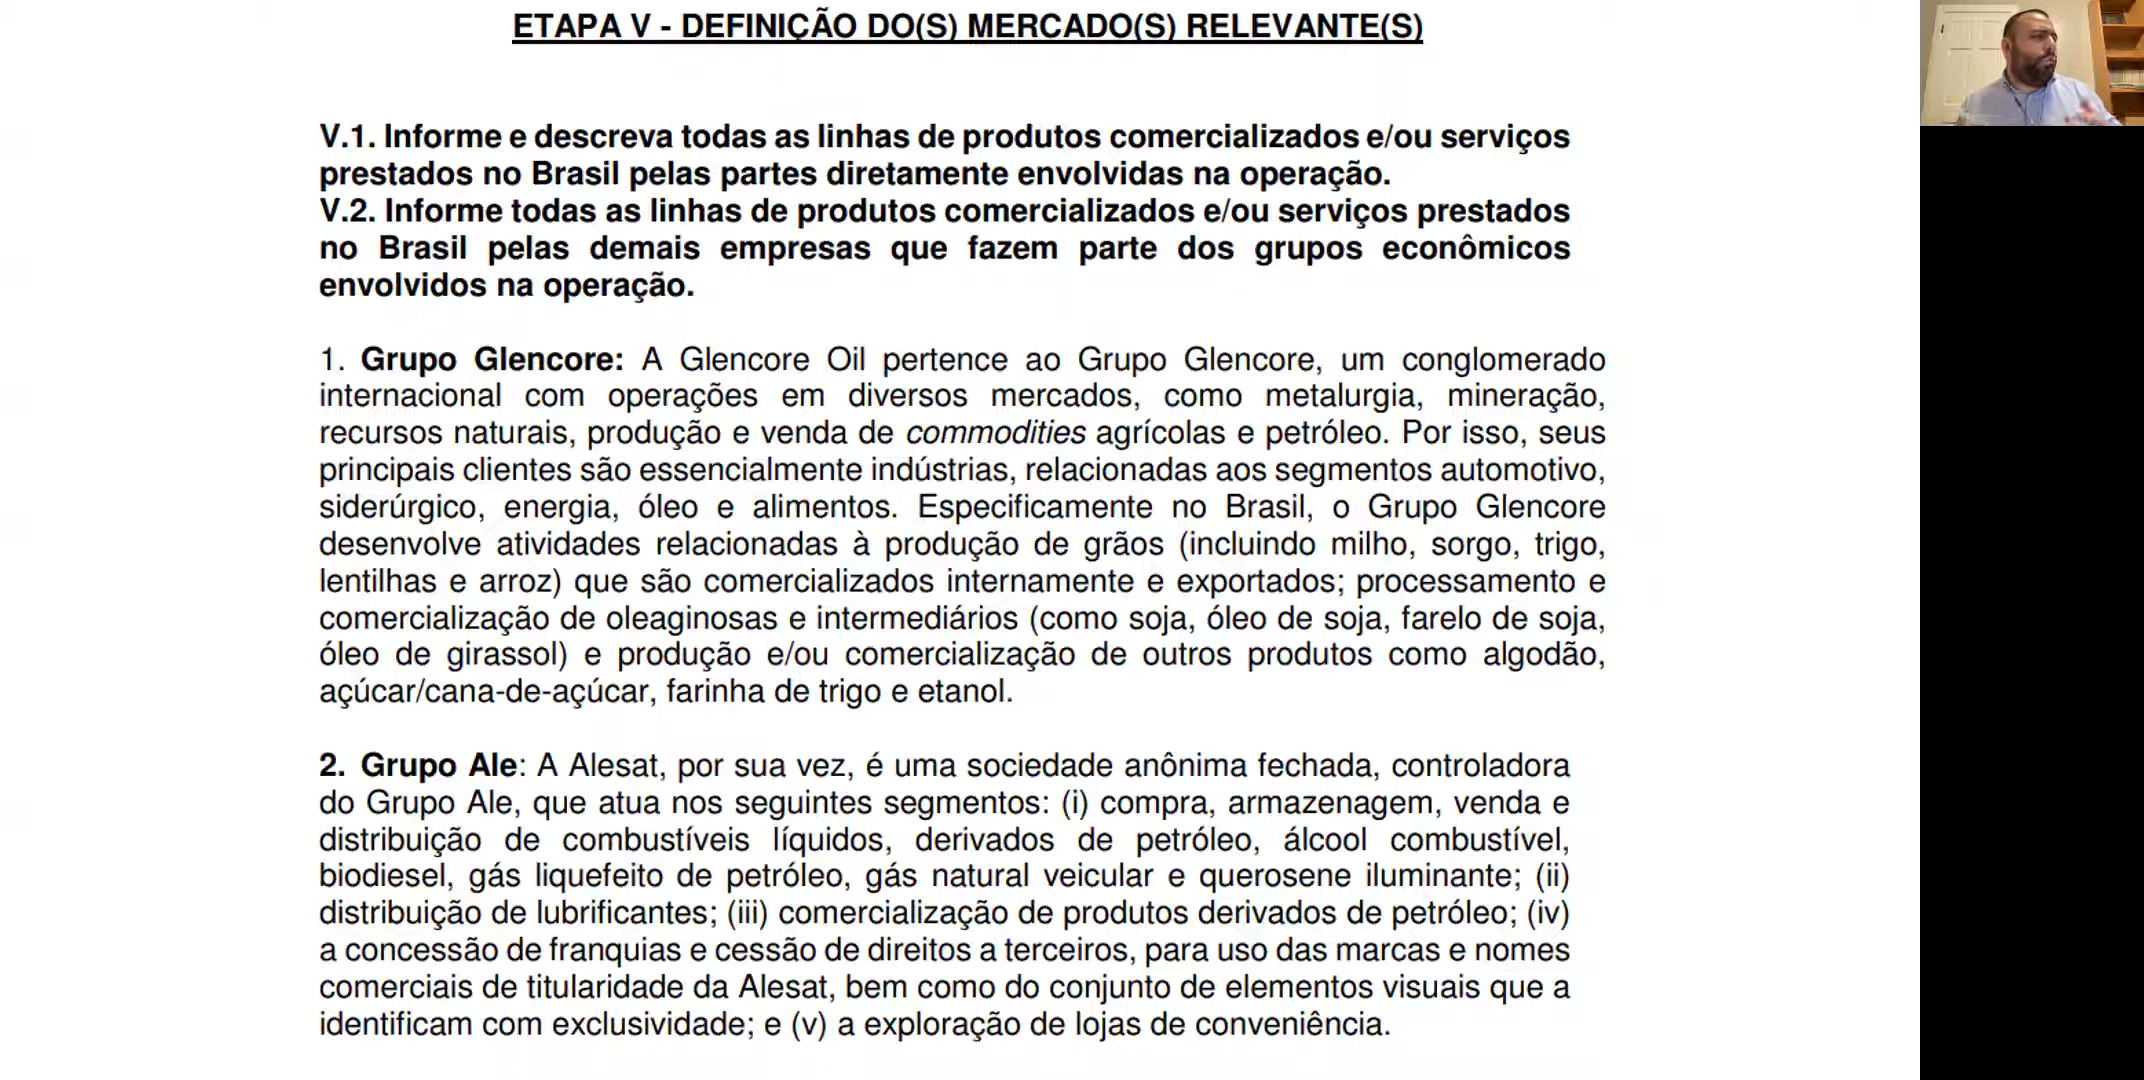 ETAPA V - DEFINIÇÃO DO(S) MERCADO(S) RELEVANTE(S)
V.1. Informe e descreva todas as linhas de produtos comercializados e/ou serviços
prestados no Brasil pelas partes diretamente envolvidas na operação.
V.2. Informe todas as linhas de produtos comercializados e/ou serviços prestados
no Brasil pelas demais empresas que fazem parte dos grupos econômicos
envolvidos na operação.
1. Grupo Glencore: A Glencore Oil pertence ao Grupo Glencore, um conglomerado
internacional com operações em diversos mercados, como metalurgia, mineração,
recursos naturais, produção e venda de commodities agrícolas e petróleo. Por isso, seus
principais clientes são essencialmente indústrias, relacionadas aos segmentos automotivo,
siderúrgico, energia, óleo e alimentos. Especificamente no Brasil, o Grupo Glencore
desenvolve atividades relacionadas à produção de grãos (incluindo milho, sorgo, trigo,
lentilhas e arroz) que são comercializados internamente e exportados; processamento e
comercialização de oleaginosas e intermediários (como soja, óleo de soja, farelo de soja,
óleo de girassol) e produção e/ou comercialização de outros produtos como algodão,
açúcar/cana-de-açúcar, farinha de trigo e etanol.
2. Grupo Ale: A Alesat, por sua vez, é uma sociedade anônima fechada, controladora
do Grupo Ale, que atua nos seguintes segmentos: (i) compra, armazenagem, venda e
distribuição de combustíveis líquidos, derivados de petróleo, álcool combustível,
biodiesel, gás liquefeito de petróleo, gás natural veicular e querosene iluminante; (ii)
distribuição de lubrificantes; (iii) comercialização de produtos derivados de petróleo; (iv)
a concessão de franquias e cessão de direitos a terceiros, para uso das marcas e nomes
comerciais de titularidade da Alesat, bem como do conjunto de elementos visuais que a
identificam com exclusividade; e (v) a exploração de lojas de conveniência.